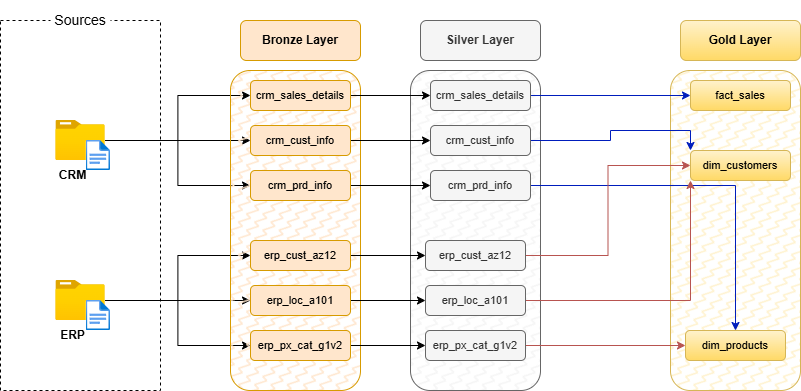 Sources
Bronze Layer
Silver Layer
Gold Layer
crm_sales_details
crm_sales_details
fact_sales
crm_cust_info
crm_cust_info
CRM
dim_customers
crm_prd_info
crm_prd_info
erp_cust_az12
erp_cust_az12
erp_loc_a101
erp_loc_a101
ERP
erp_px_cat_g1v2
erp_px_cat_g1v2
dim_products